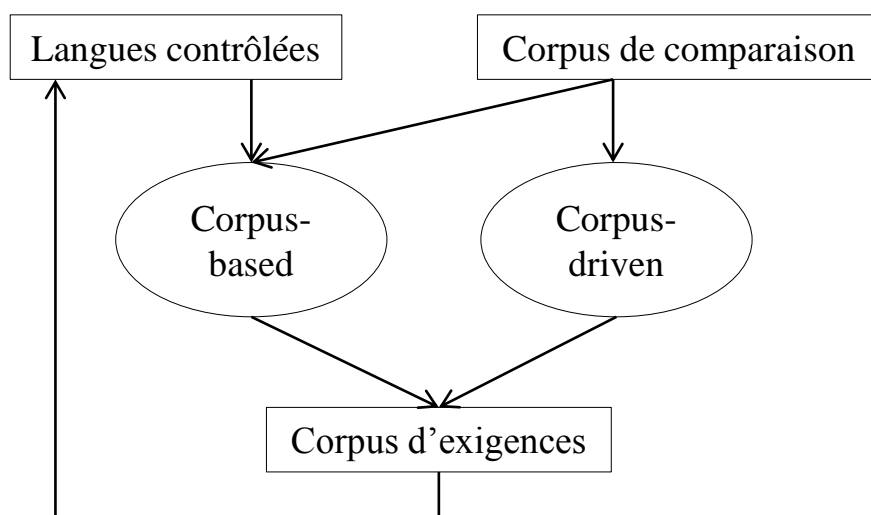 Langues contrôlées
Corpus de comparaison
Corpus-
based
Corpus-
driven
Corpus d’exigences